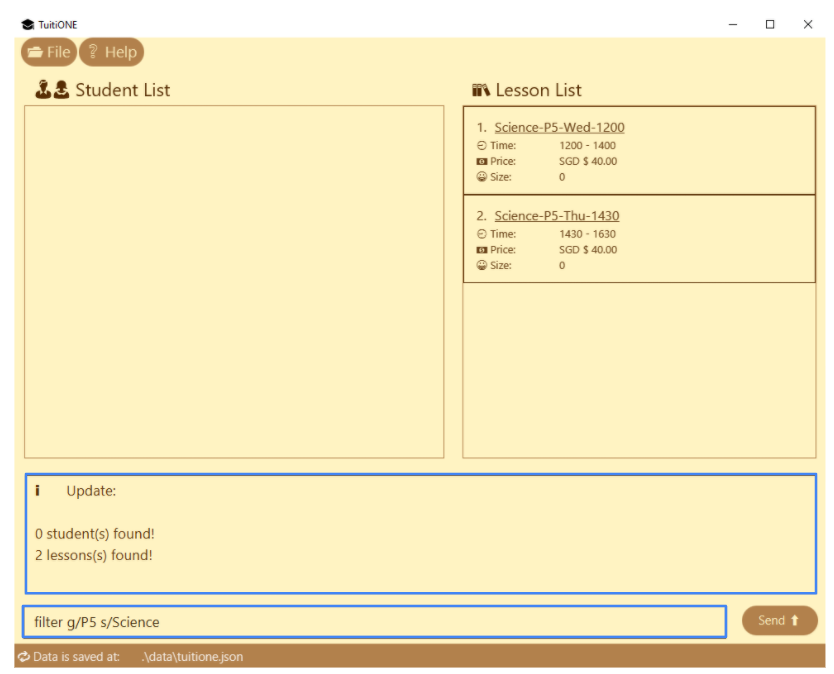 TuitiONE
File Help
Student List
Lesson List
1. Science-P5-Wed-1200
Time: 1200 - 1400
Price: SGD $ 40.00
Size: 0
2. Science-P5-Thu-1430
Time: 1430 - 1630
Price: SGD $ 40.00
Size: 0
i Update:
0 student(s) found!
2 lessons(s) found!
filter g/P5 s/Science
Send
Data is saved at: .\data\tuitione.json